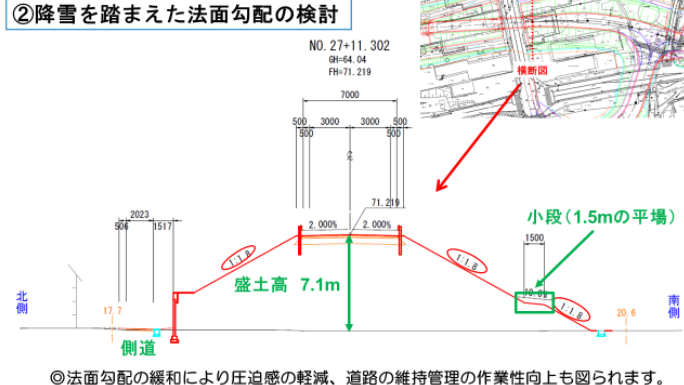 ②降雪を踏まえた法面勾配の検討
NO.27+11.302
GH=64.04
FH=71.219
横断図
7000
500 3000 3000 500
500 500
71.219
小段（1.5mの平場）
2.000% 2.000%
2023
506 1517
1500
1:1.8
1:1.8
10.0%
1:1.8
盛土高 7.1m
北側
南側
17.7
20.6
側道
◎法面勾配の緩和により圧迫感の軽減、道路の維持管理の作業性向上も図られます。